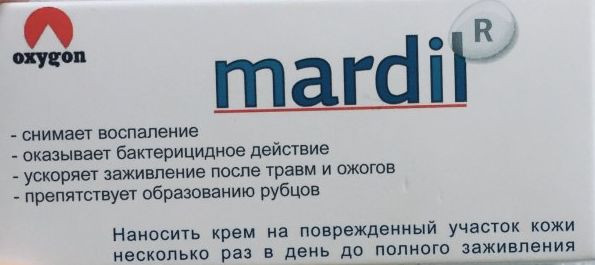 oxygon
mardil R
- снимает воспаление
- оказывает бактерицидное действие
- ускоряет заживление после травм и ожогов
- препятствует образованию рубцов
Наносить крем на поврежденный участок кожи
несколько раз в день до полного заживления